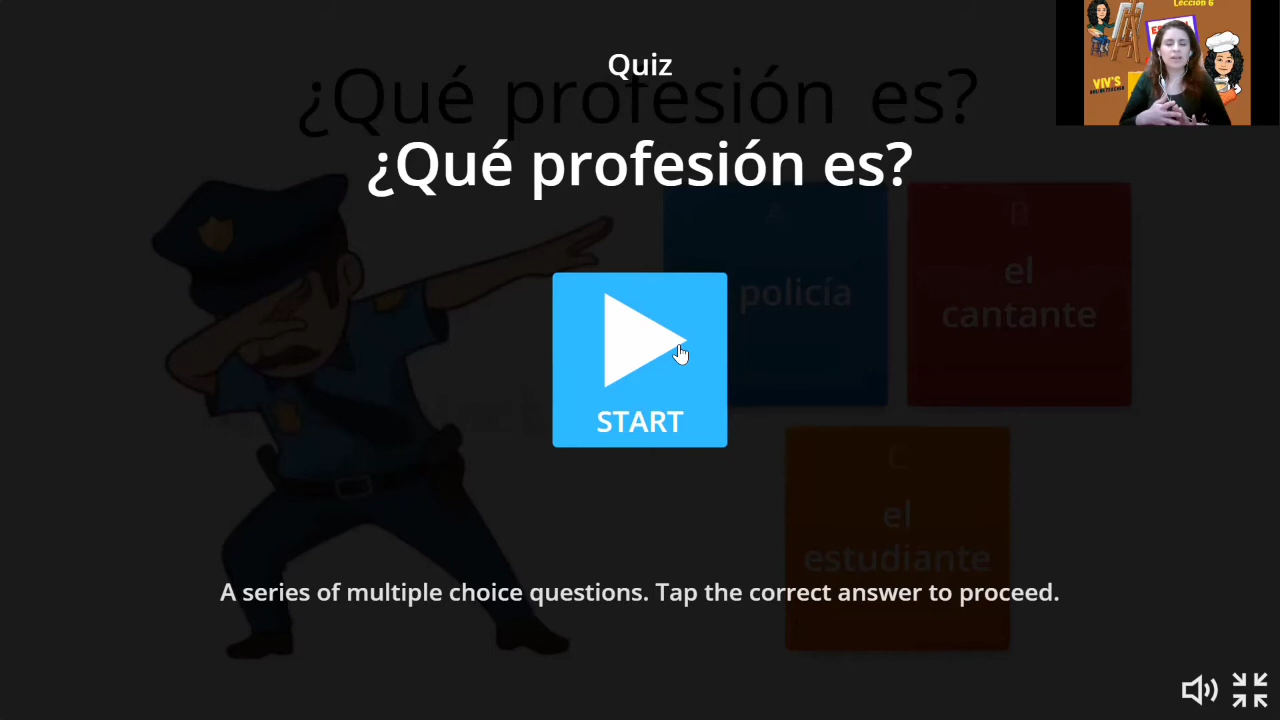 Lección 6
VIV'S
Quiz
¿Qué profesión es?
¿Qué profesión es?
A
policía
B
el
cantante
START
C
el
estudiante
A series of multiple choice questions. Tap the correct answer to proceed.